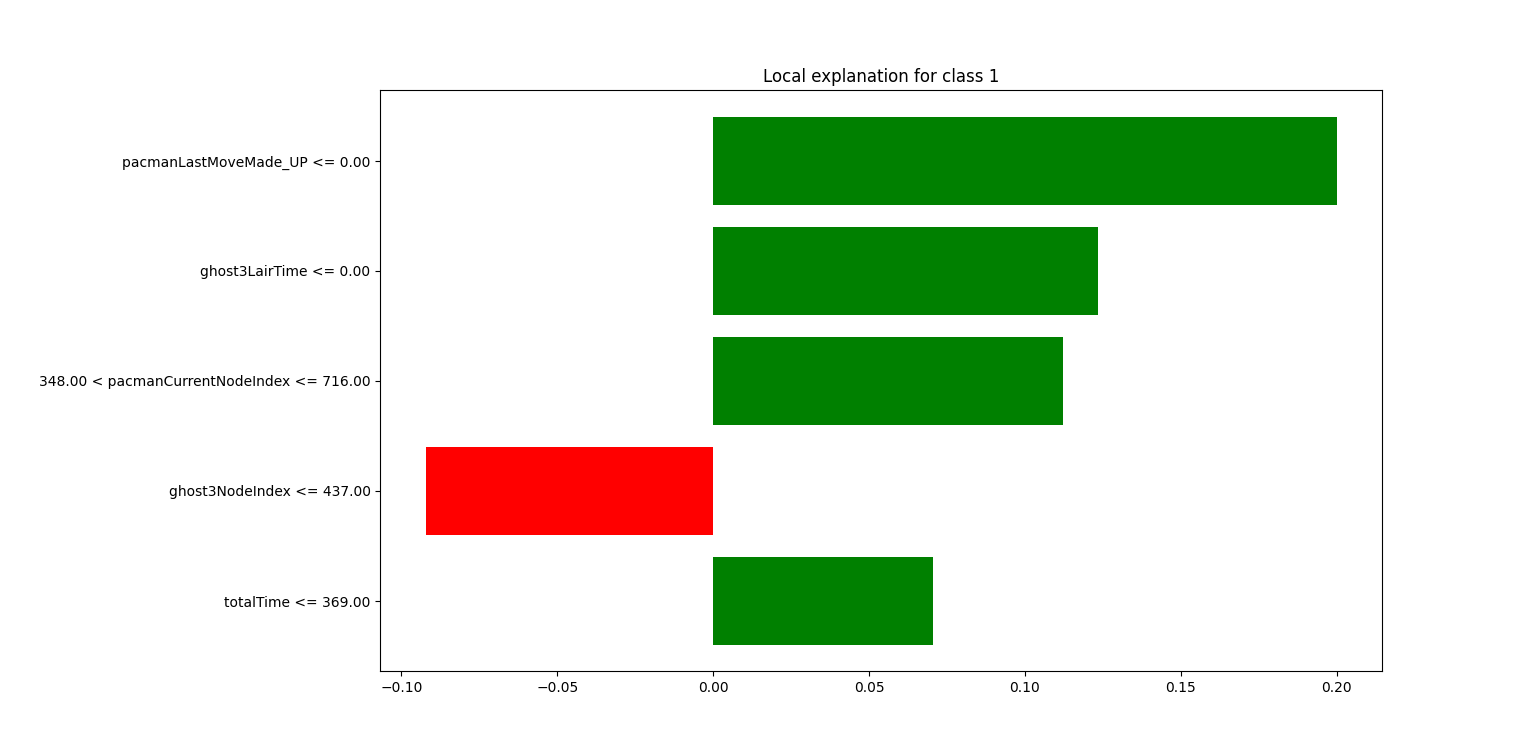 Local explanation for class 1
pacmanLastMoveMade_UP <= 0.00
ghost3LairTime <= 0.00
348.00 < pacmanCurrentNodeIndex <= 716.00
ghost3NodeIndex <= 437.00
totalTime <= 369.00
−0.10 −0.05 0.00 0.05 0.10 0.15 0.20